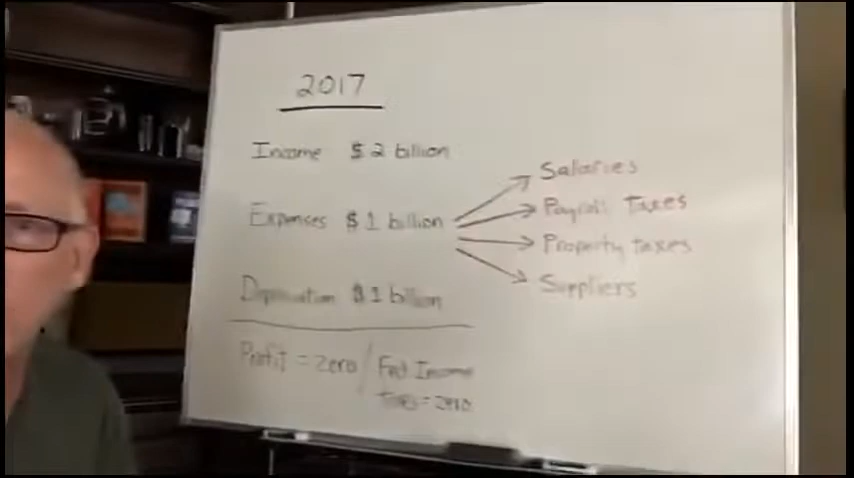 2017
Income $2 billion
Expenses $1 billion
Salaries
Payroll Taxes
Property taxes
Suppliers
Depreciation $1 billion
Profit = zero / Fed Income
Taxes = zero